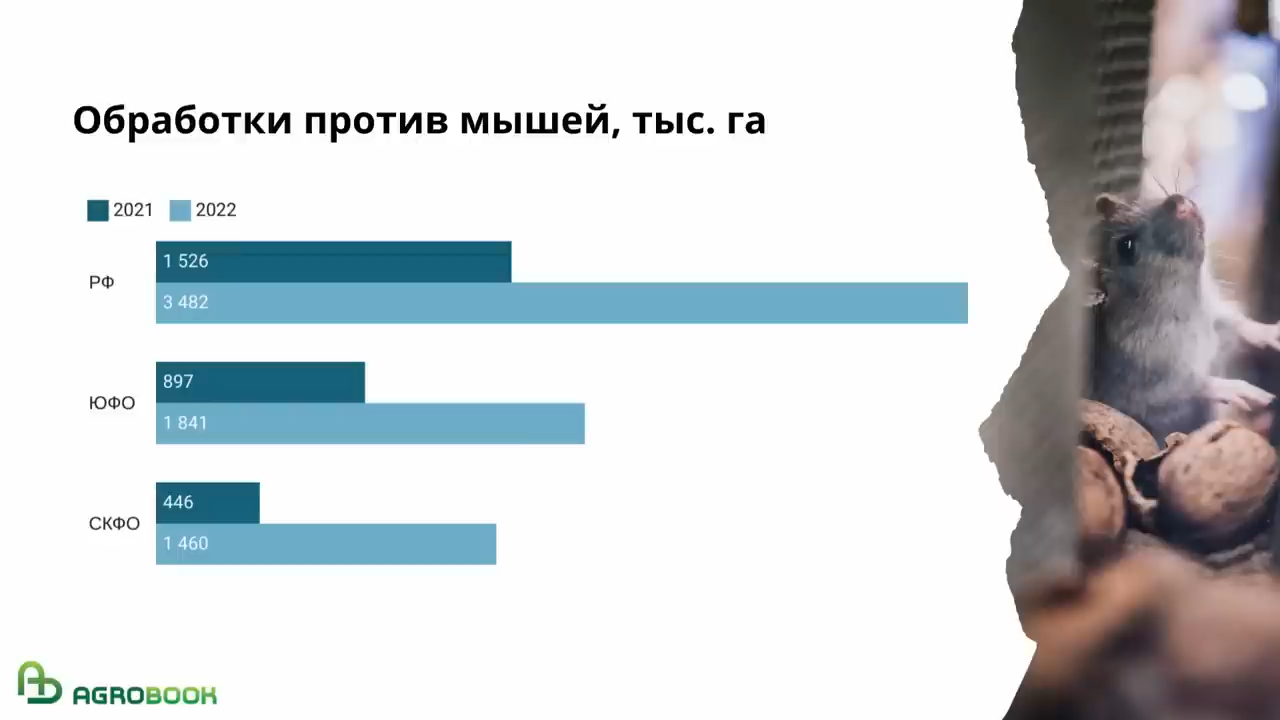 Обработки против мышей, тыс. га
2021 2022
РФ
1 526
3 482
ЮФО
897
1 841
СКФО
446
1 460
AGROBOOK